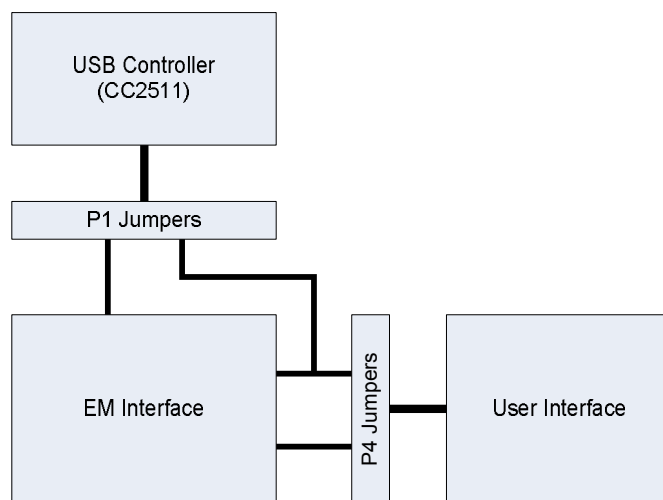 USB Controller
(CC2511)
P1 Jumpers
EM Interface
P4 Jumpers
User Interface